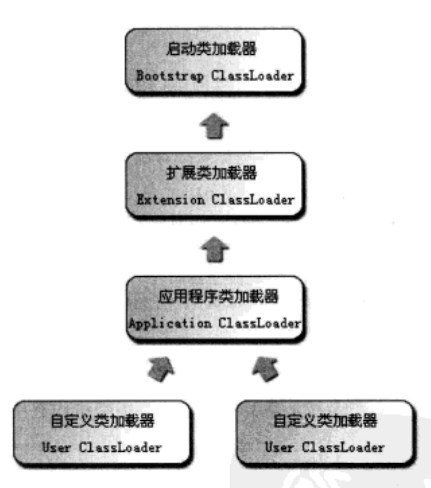 启动类加载器
Bootstrap ClassLoader
扩展类加载器
Extension ClassLoader
应用程序类加载器
Application ClassLoader
自定义类加载器
User ClassLoader
自定义类加载器
User ClassLoader